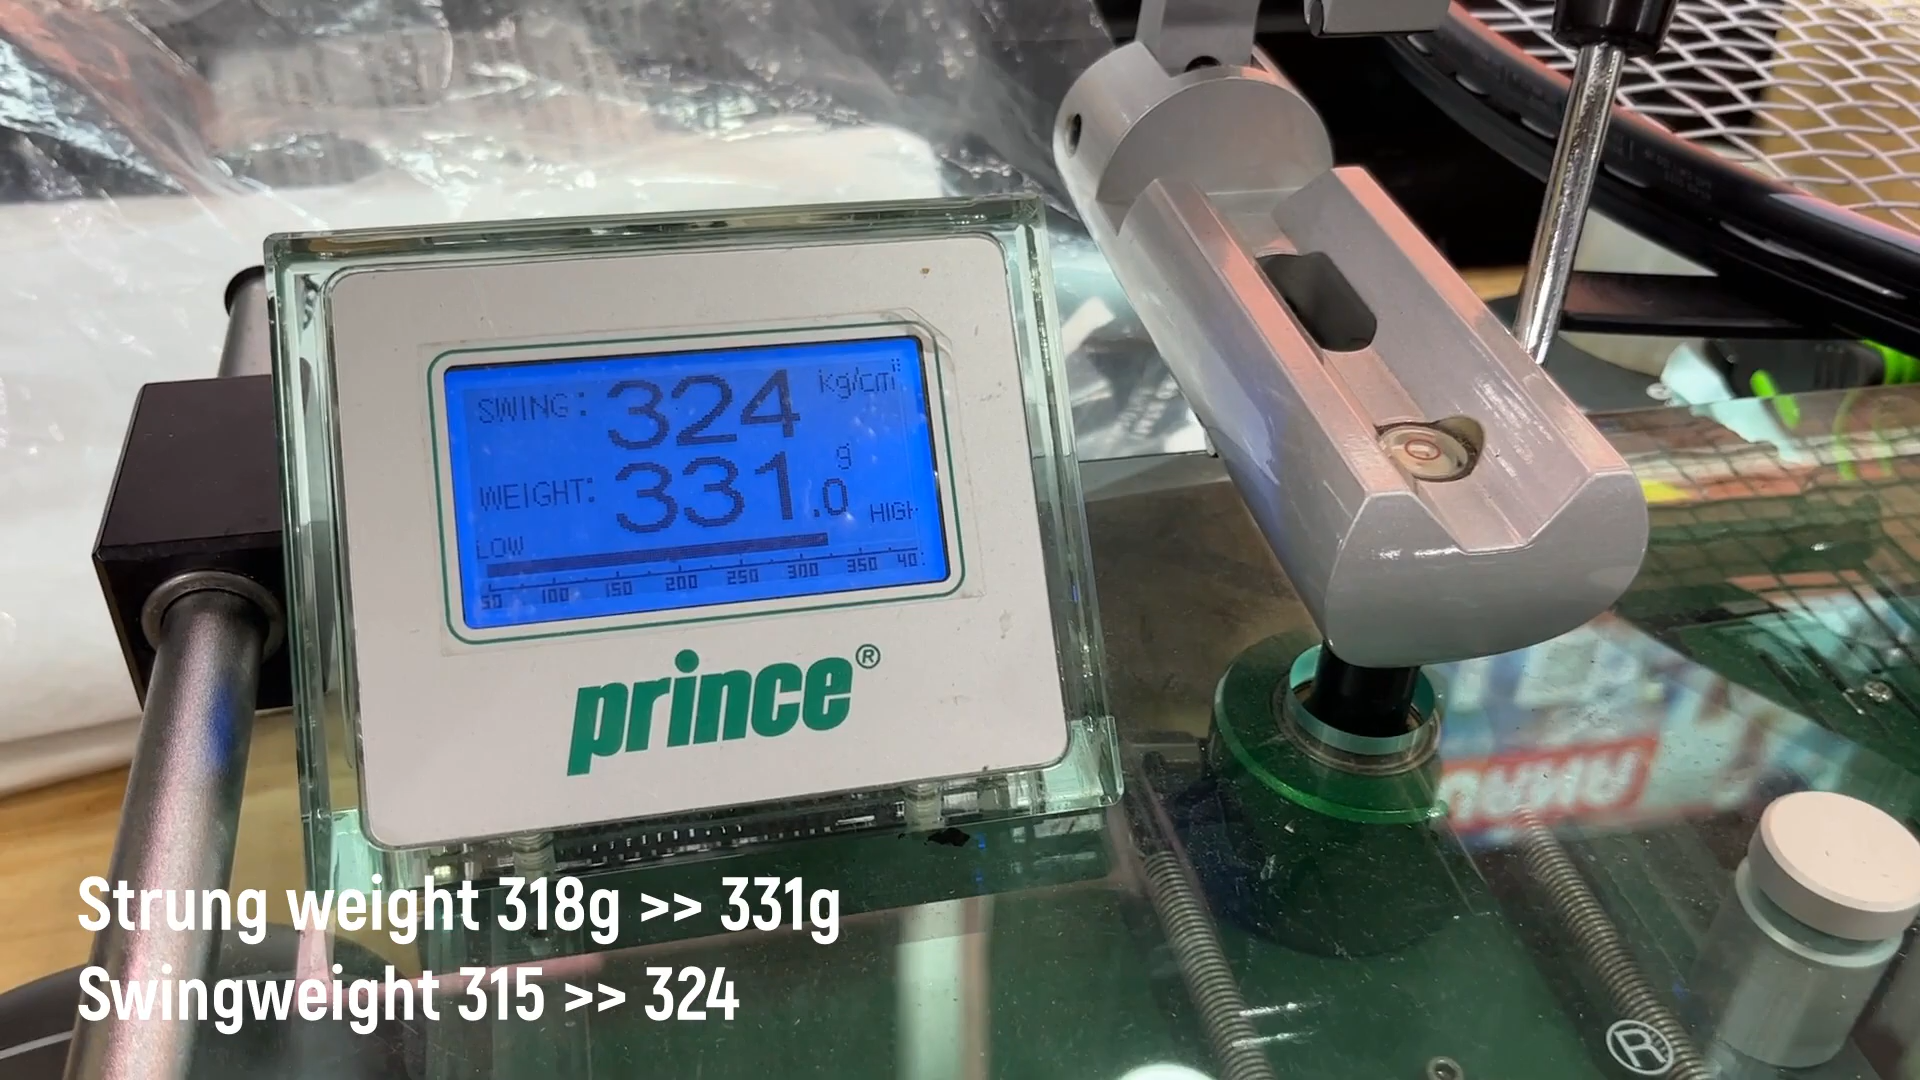 SWING: 324 kg/cm²
g
WEIGHT: 331.0
LOW HIGH
50 100 150 200 250 300 350 40
prince®
Strung weight 318g >> 331g
Swingweight 315 >> 324
®